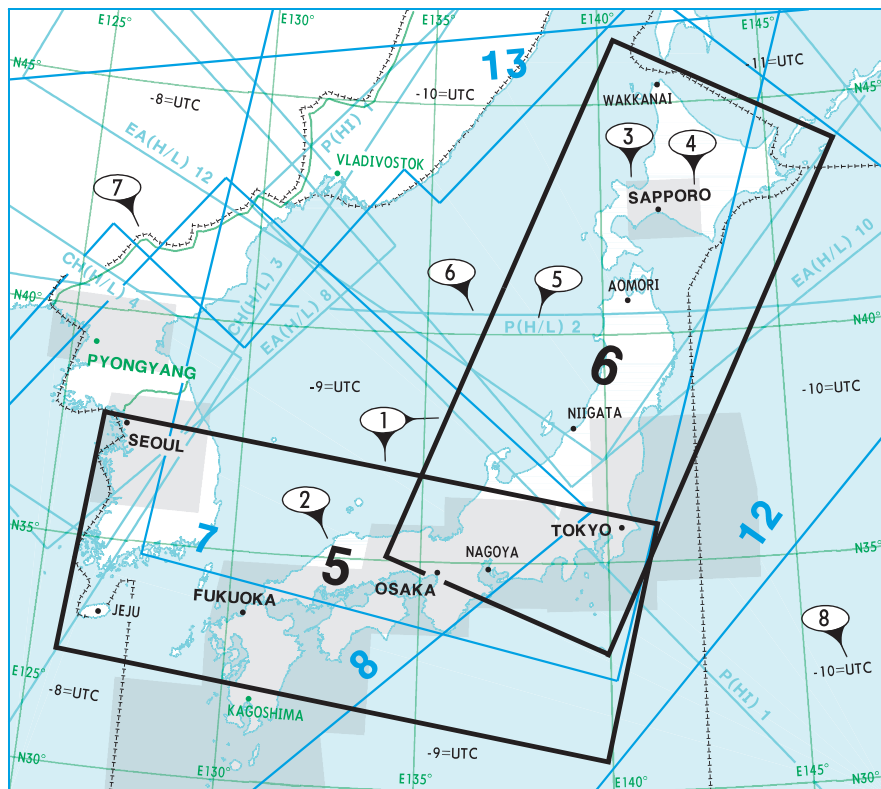 E125°
E130°
E135°
E140°
E145°
N45°
13
-11=UTC
-8=UTC
-10=UTC
N45°
WAKKANAI
P(HI) 1
EA(H/L) 12
3
4
VLADIVOSTOK
7
SAPPORO
EA(H/L) 10
CH(H/L) 4
CH(H/L) 3
6
5
AOMORI
EA(H/L) 8
N40°
P(H/L) 2
N40°
PYONGYANG
6
-9=UTC
-10=UTC
1
NIIGATA
SEOUL
2
N35°
7
TOKYO
12
5
NAGOYA
N35°
OSAKA
FUKUOKA
JEJU
8
8
E125°
-8=UTC
P(HI) 1
-10=UTC
KAGOSHIMA
-9=UTC
N30°
E130°
E135°
E140°
E145°
N30°